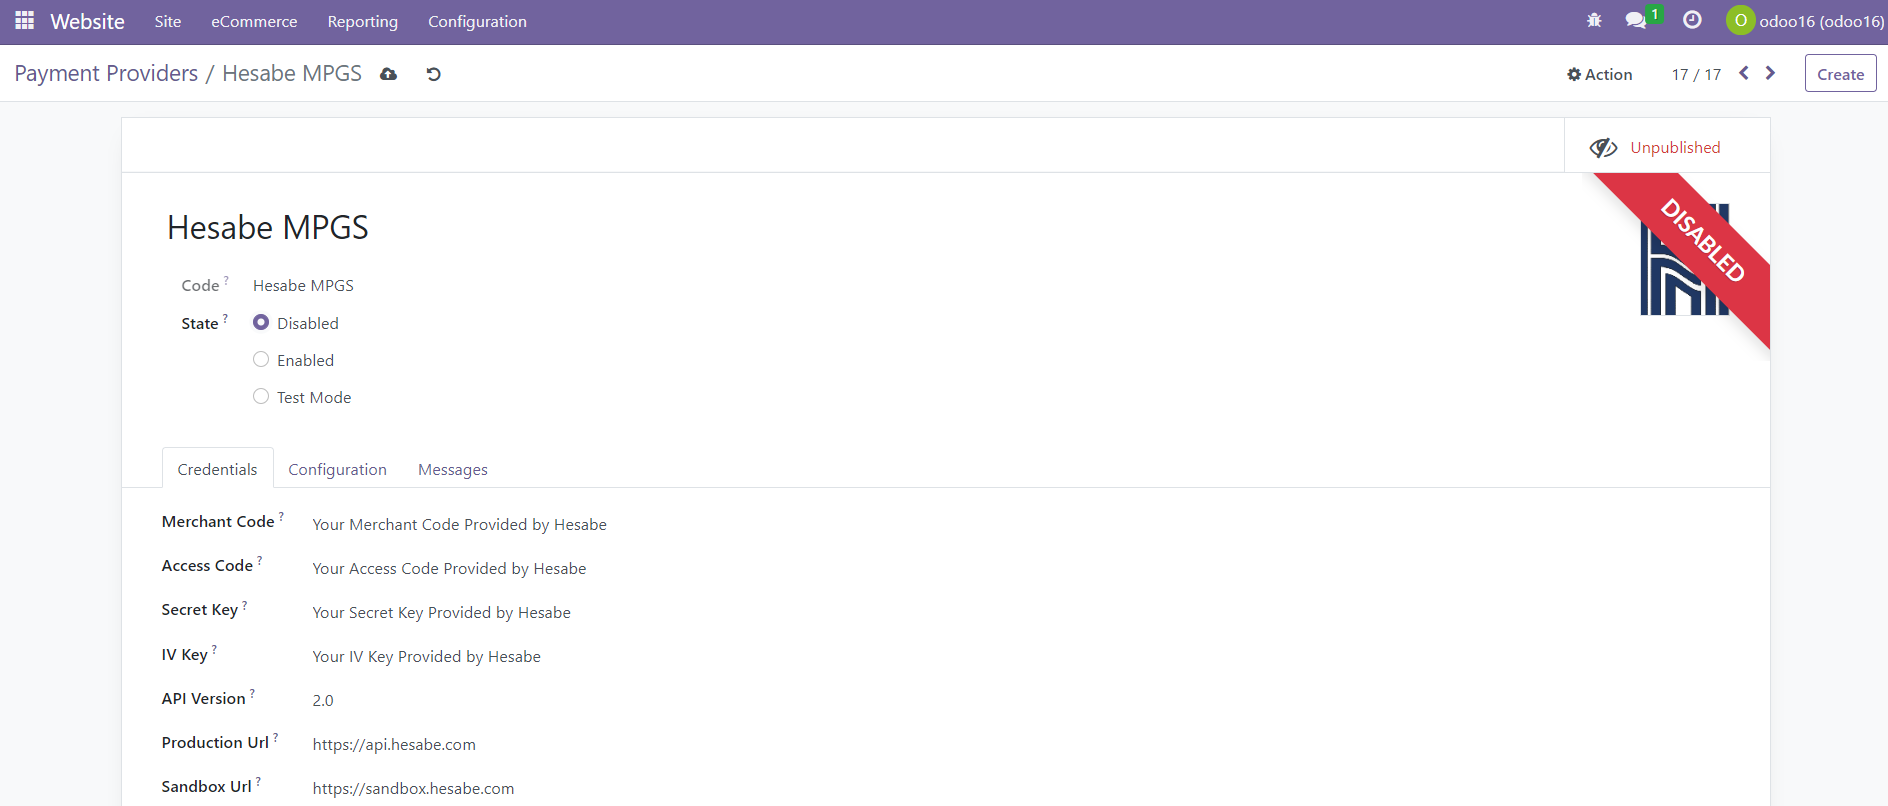 Website Site eCommerce Reporting Configuration 1 O odoo16 (odoo16)
Payment Providers / Hesabe MPGS Action 17 / 17 Create
Unpublished
DISABLED
Hesabe MPGS
Code ? Hesabe MPGS
State ? Disabled
Enabled
Test Mode
Credentials Configuration Messages
Merchant Code ? Your Merchant Code Provided by Hesabe
Access Code ? Your Access Code Provided by Hesabe
Secret Key ? Your Secret Key Provided by Hesabe
IV Key ? Your IV Key Provided by Hesabe
API Version ? 2.0
Production Url ? https://api.hesabe.com
Sandbox Url ? https://sandbox.hesabe.com